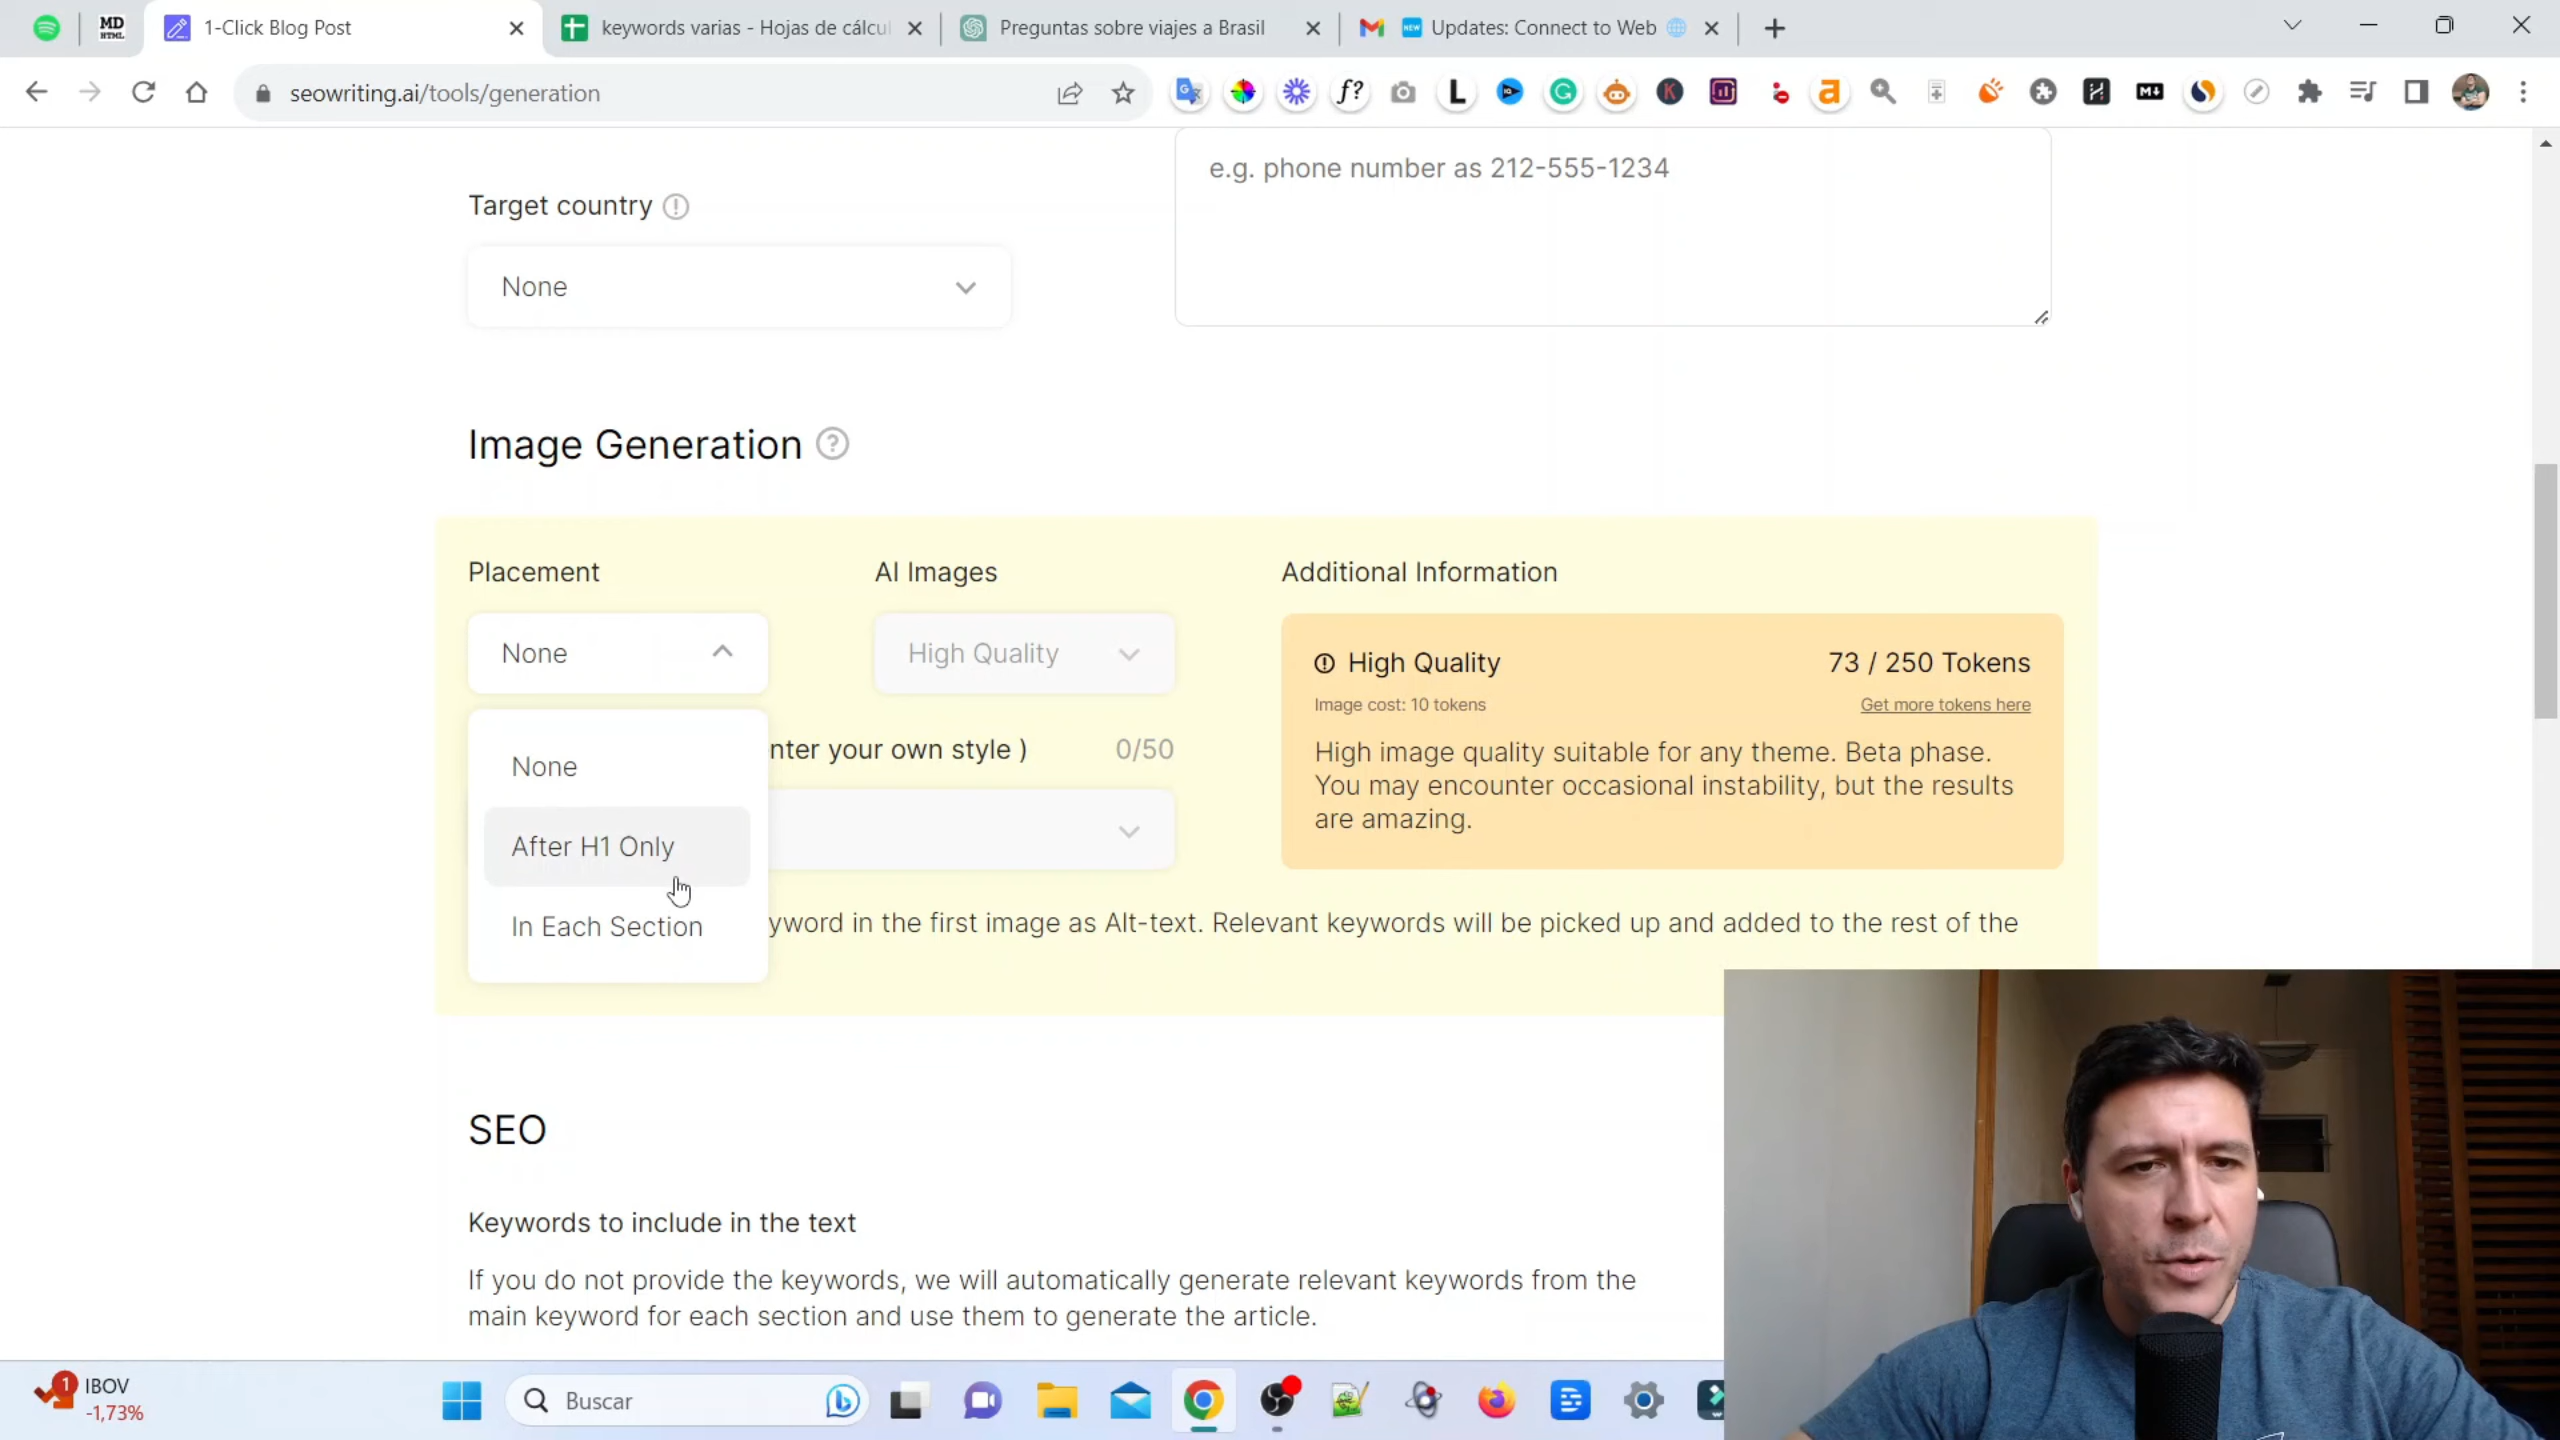 MD
HTML
1-Click Blog Post
keywords varias - Hojas de cálcul
Preguntas sobre viajes a Brasil
NEW
Updates: Connect to Web
seowriting.ai/tools/generation
e.g. phone number as 212-555-1234
Target country
None
Image Generation
Placement
AI Images
Additional Information
None
High Quality
High Quality
73 / 250 Tokens
Image cost: 10 tokens
Get more tokens here
None
nter your own style )
0/50
High image quality suitable for any theme. Beta phase.
You may encounter occasional instability, but the results
are amazing.
After H1 Only
In Each Section
yword in the first image as Alt-text. Relevant keywords will be picked up and added to the rest of the
SEO
Keywords to include in the text
If you do not provide the keywords, we will automatically generate relevant keywords from the
main keyword for each section and use them to generate the article.
1
IBOV
-1,73%
Buscar